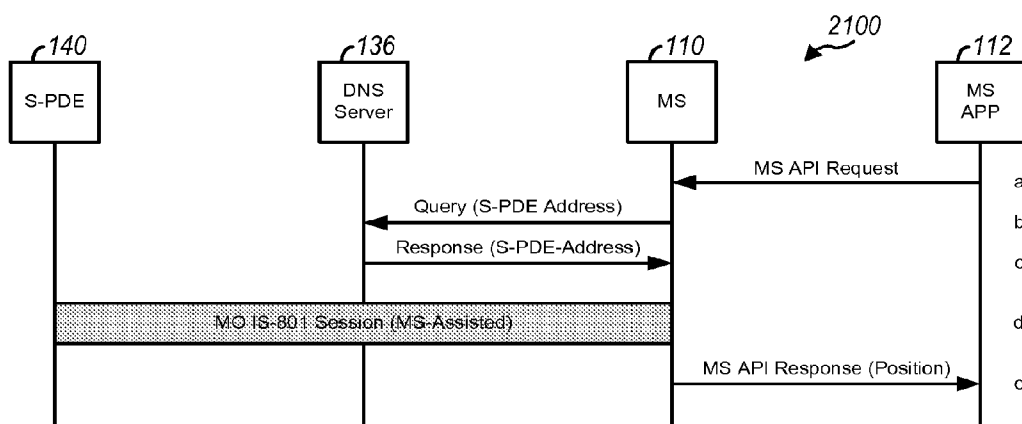 2100
140
136
110
112
S-PDE
DNS
Server
MS
MS
APP
MS API Request
a
Query (S-PDE Address)
b
Response (S-PDE-Address)
c
MO IS-801 Session (MS-Assisted)
d
MS API Response (Position)